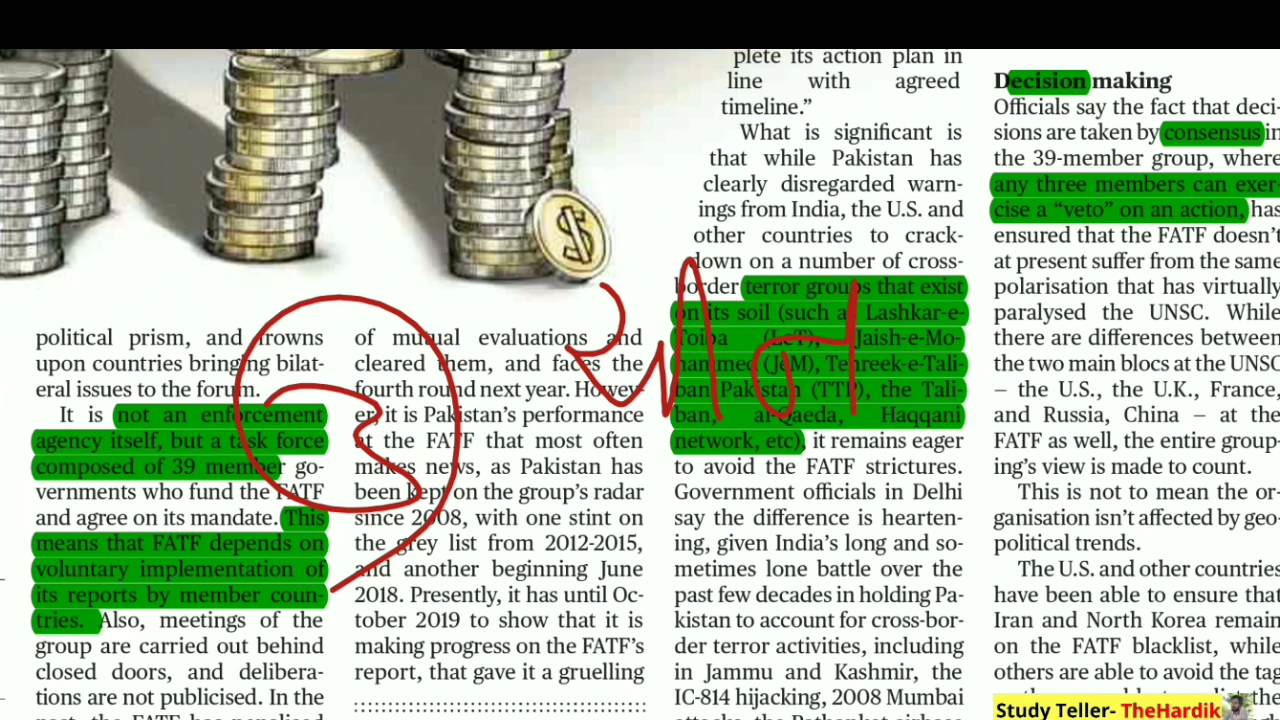 political prism, and frowns
upon countries bringing bilat-
eral issues to the forum.
It is not an enforcement
agency itself, but a task force
composed of 39 member go-
vernments who fund the FATF
and agree on its mandate. This
means that FATF depends on
voluntary implementation of
its reports by member coun-
tries. Also, meetings of the
group are carried out behind
closed doors, and delibera-
tions are not publicised. In the
of mutual evaluations and
cleared them, and faces the
fourth round next year. Howev-
er, it is Pakistan's performance
at the FATF that most often
makes news, as Pakistan has
been kept on the group's radar
since 2008, with one stint on
the grey list from 2012-2015,
and another beginning June
2018. Presently, it has until Oc-
tober 2019 to show that it is
making progress on the FATF's
report, that gave it a gruelling
plete its action plan in
line with agreed
timeline."
What is significant is
that while Pakistan has
clearly disregarded warn-
ings from India, the U.S. and
other countries to crack-
down on a number of cross-
border terror groups that exist
on its soil (such as Lashkar-e-
Toiba (LeT), Jaish-e-Mo-
hammed (JeM), Tehreek-e-Tali-
ban Pakistan (TTP), the Tali-
ban, al-Qaeda, Haqqani
network, etc), it remains eager
to avoid the FATF strictures.
Government officials in Delhi
say the difference is hearten-
ing, given India's long and so-
metimes lone battle over the
past few decades in holding Pa-
kistan to account for cross-bor-
der terror activities, including
in Jammu and Kashmir, the
IC-814 hijacking, 2008 Mumbai
Decision making
Officials say the fact that deci-
sions are taken by consensus in
the 39-member group, where
any three members can exer-
cise a "veto" on an action, has
ensured that the FATF doesn't
at present suffer from the same
polarisation that has virtually
paralysed the UNSC. While
there are differences between
the two main blocs at the UNSC
— the U.S., the U.K., France,
and Russia, China — at the
FATF as well, the entire group-
ing's view is made to count.
This is not to mean the or-
ganisation isn't affected by geo-
political trends.
The U.S. and other countries
have been able to ensure that
Iran and North Korea remain
on the FATF blacklist, while
others are able to avoid the tag
Study Teller- TheHardik